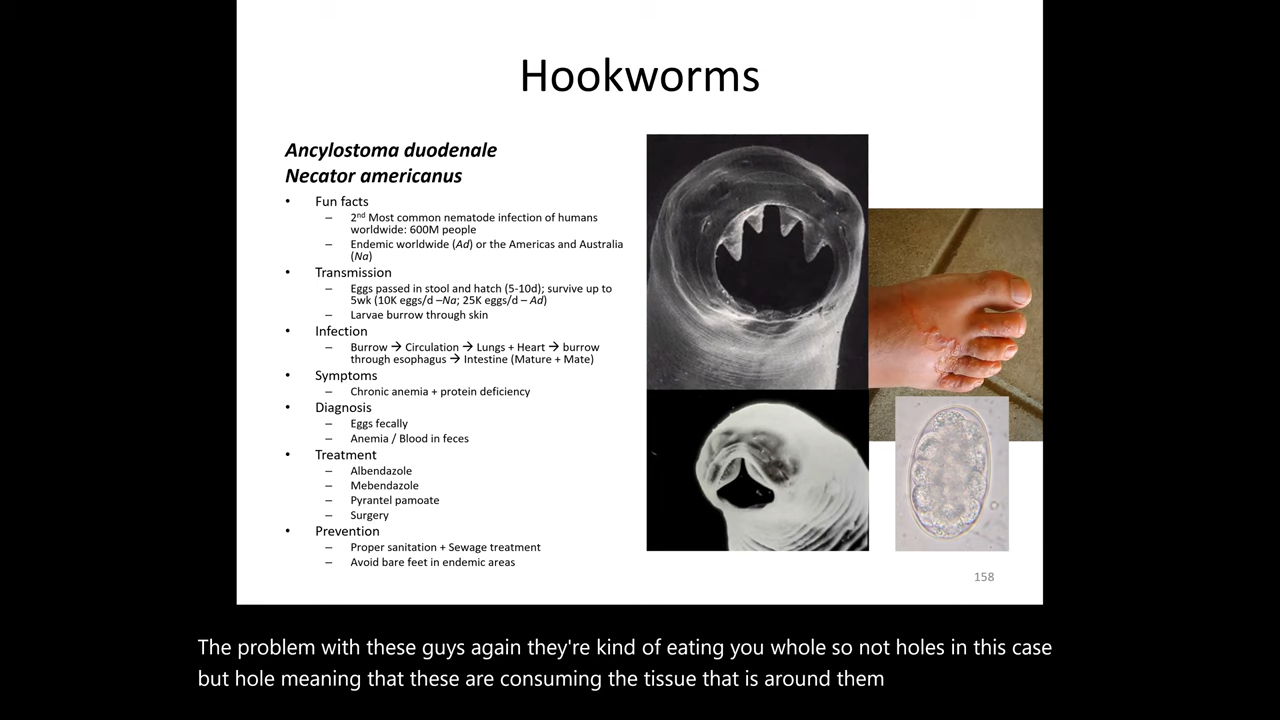 Hookworms
Ancylostoma duodenale
Necator americanus
• Fun facts
– 2nd Most common nematode infection of humans
worldwide: 600M people
– Endemic worldwide (Ad) or the Americas and Australia
(Na)
• Transmission
– Eggs passed in stool and hatch (5-10d); survive up to
5wk (10K eggs/d –Na; 25K eggs/d – Ad)
– Larvae burrow through skin
• Infection
– Burrow → Circulation → Lungs + Heart → burrow
through esophagus → Intestine (Mature + Mate)
• Symptoms
– Chronic anemia + protein deficiency
• Diagnosis
– Eggs fecally
– Anemia / Blood in feces
• Treatment
– Albendazole
– Mebendazole
– Pyrantel pamoate
– Surgery
• Prevention
– Proper sanitation + Sewage treatment
– Avoid bare feet in endemic areas
158
The problem with these guys again they're kind of eating you whole so not holes in this case
but hole meaning that these are consuming the tissue that is around them